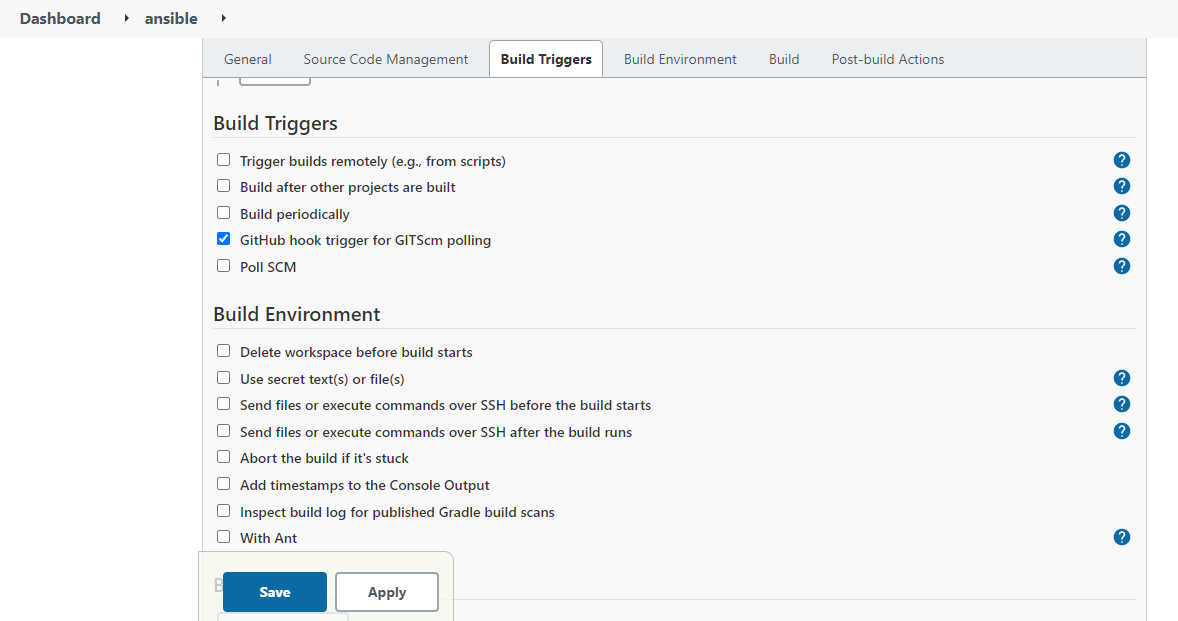 Dashboard ansible
General Source Code Management Build Triggers Build Environment Build Post-build Actions
Build Triggers
Trigger builds remotely (e.g., from scripts) ?
Build after other projects are built ?
Build periodically ?
GitHub hook trigger for GITScm polling ?
Poll SCM ?
Build Environment
Delete workspace before build starts
Use secret text(s) or file(s) ?
Send files or execute commands over SSH before the build starts ?
Send files or execute commands over SSH after the build runs ?
Abort the build if it's stuck
Add timestamps to the Console Output
Inspect build log for published Gradle build scans
With Ant ?
Save Apply